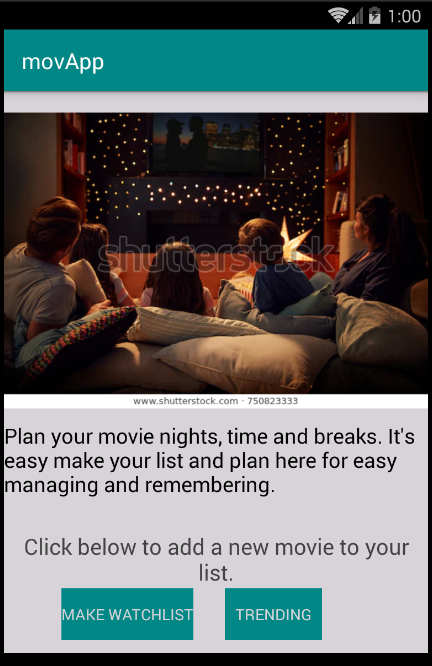 1:00
movApp
shutterstock
www.shutterstock.com · 750823333
Plan your movie nights, time and breaks. It's
easy make your list and plan here for easy
managing and remembering.
Click below to add a new movie to your
list.
MAKE WATCHLIST TRENDING